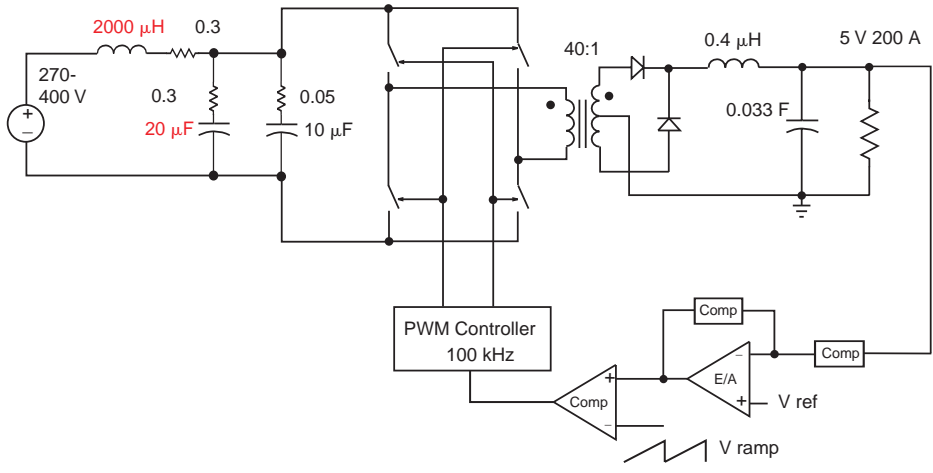 2000 μH
0.3
270-
400 V
+
−
0.3
20 μF
0.05
10 μF
40:1
0.4 μH
5 V 200 A
0.033 F
PWM Controller
100 kHz
Comp
Comp
E/A
−
+
V ref
Comp
+
−
V ramp